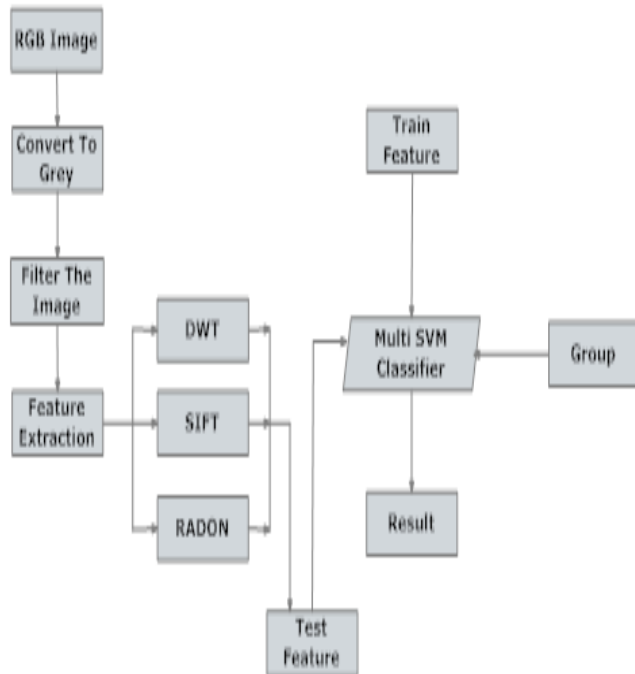 RGB Image
Convert To
Grey
Filter The
Image
Feature
Extraction
DWT
SIFT
RADON
Test
Feature
Train
Feature
Multi SVM
Classifier
Group
Result